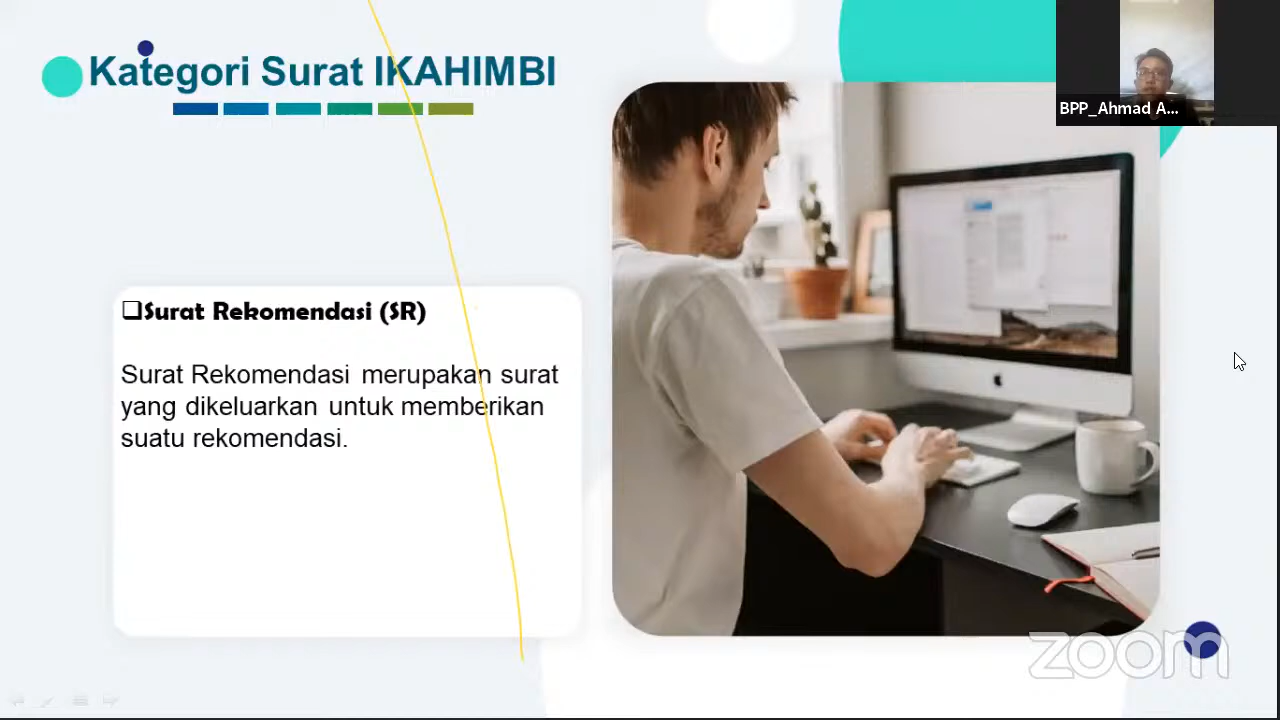 Kategori Surat IKAHIMBI
BPP_Ahmad A...
❑Surat Rekomendasi (SR)
Surat Rekomendasi merupakan surat
yang dikeluarkan untuk memberikan
suatu rekomendasi.
zoom